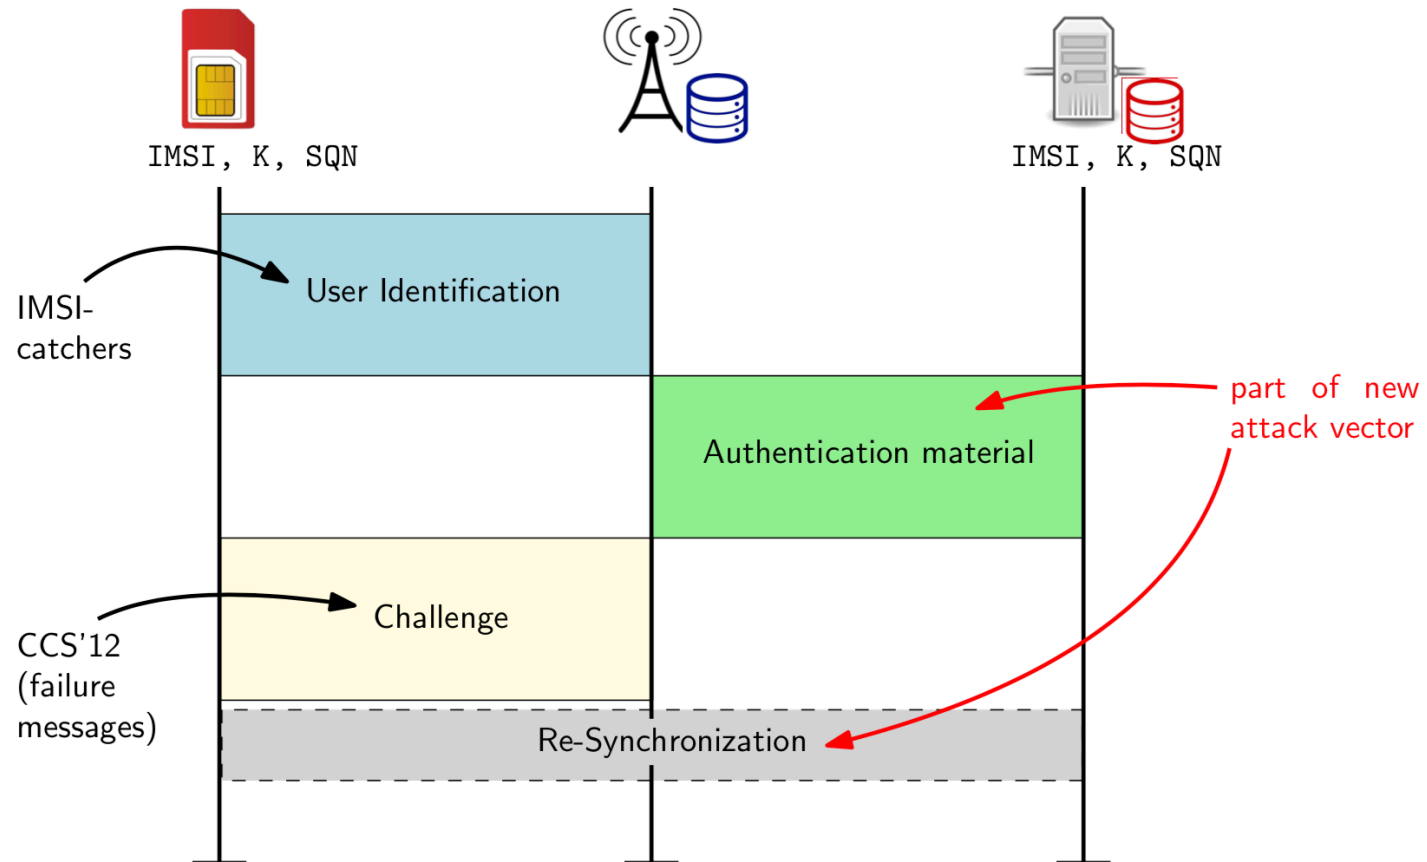 IMSI, K, SQN
IMSI, K, SQN
User Identification
IMSI-
catchers
part of new
attack vector
Authentication material
Challenge
CCS'12
(failure
messages)
Re-Synchronization